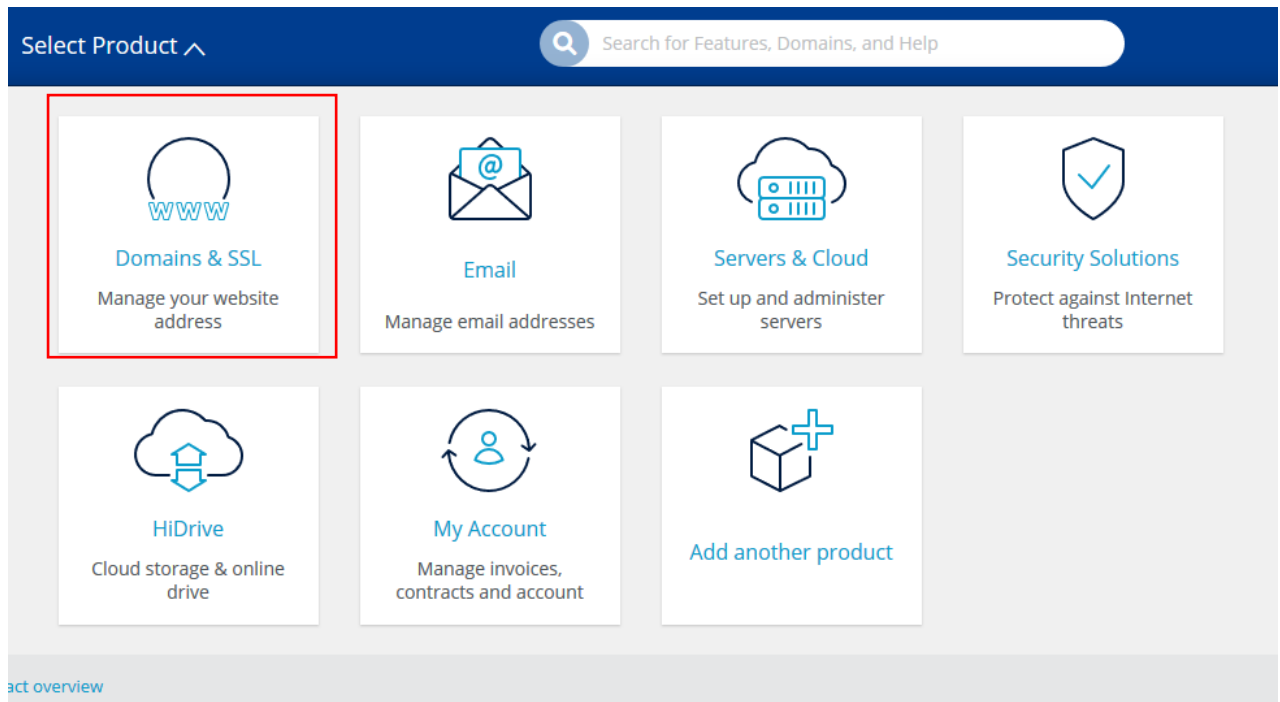 Select Product
Search for Features, Domains, and Help
www
Domains & SSL
Manage your website
address
@
Email
Manage email addresses
Servers & Cloud
Set up and administer
servers
Security Solutions
Protect against Internet
threats
HiDrive
Cloud storage & online
drive
My Account
Manage invoices,
contracts and account
Add another product
act overview